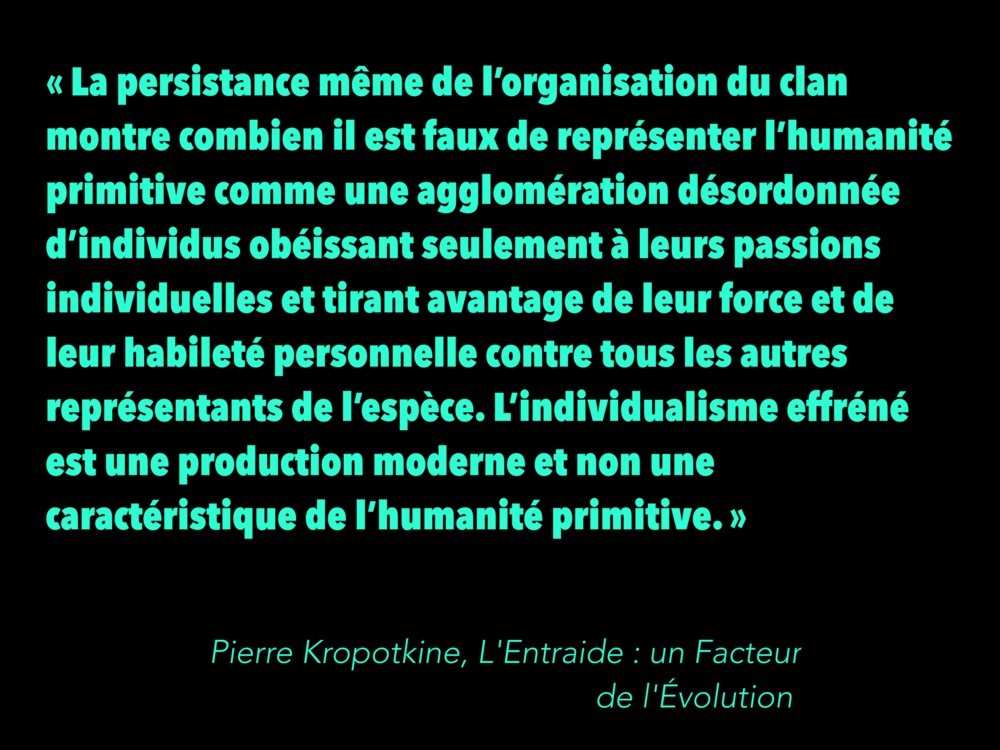 « La persistance même de l’organisation du clan
montre combien il est faux de représenter l’humanité
primitive comme une agglomération désordonnée
d’individus obéissant seulement à leurs passions
individuelles et tirant avantage de leur force et de
leur habileté personnelle contre tous les autres
représentants de l’espèce. L’individualisme effréné
est une production moderne et non une
caractéristique de l’humanité primitive. »
Pierre Kropotkine, L'Entraide : un Facteur
de l'Évolution